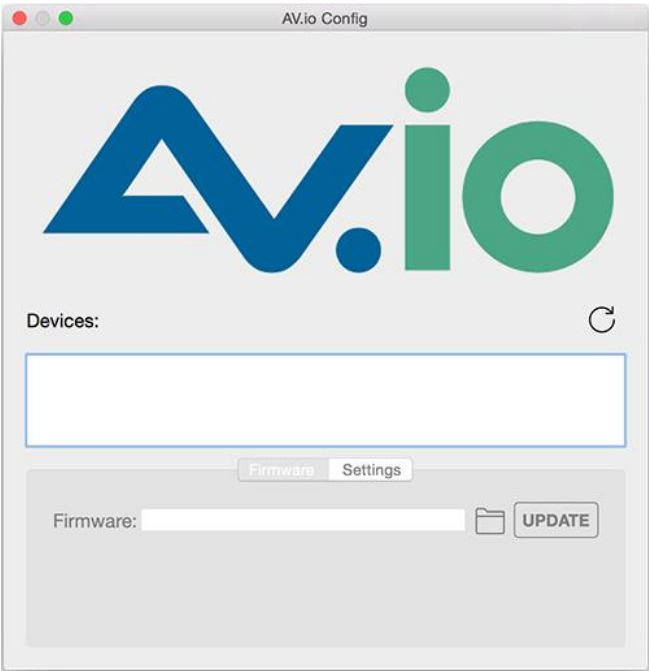 AV.io Config
AV.io
Devices:
Firmware Settings
Firmware: UPDATE